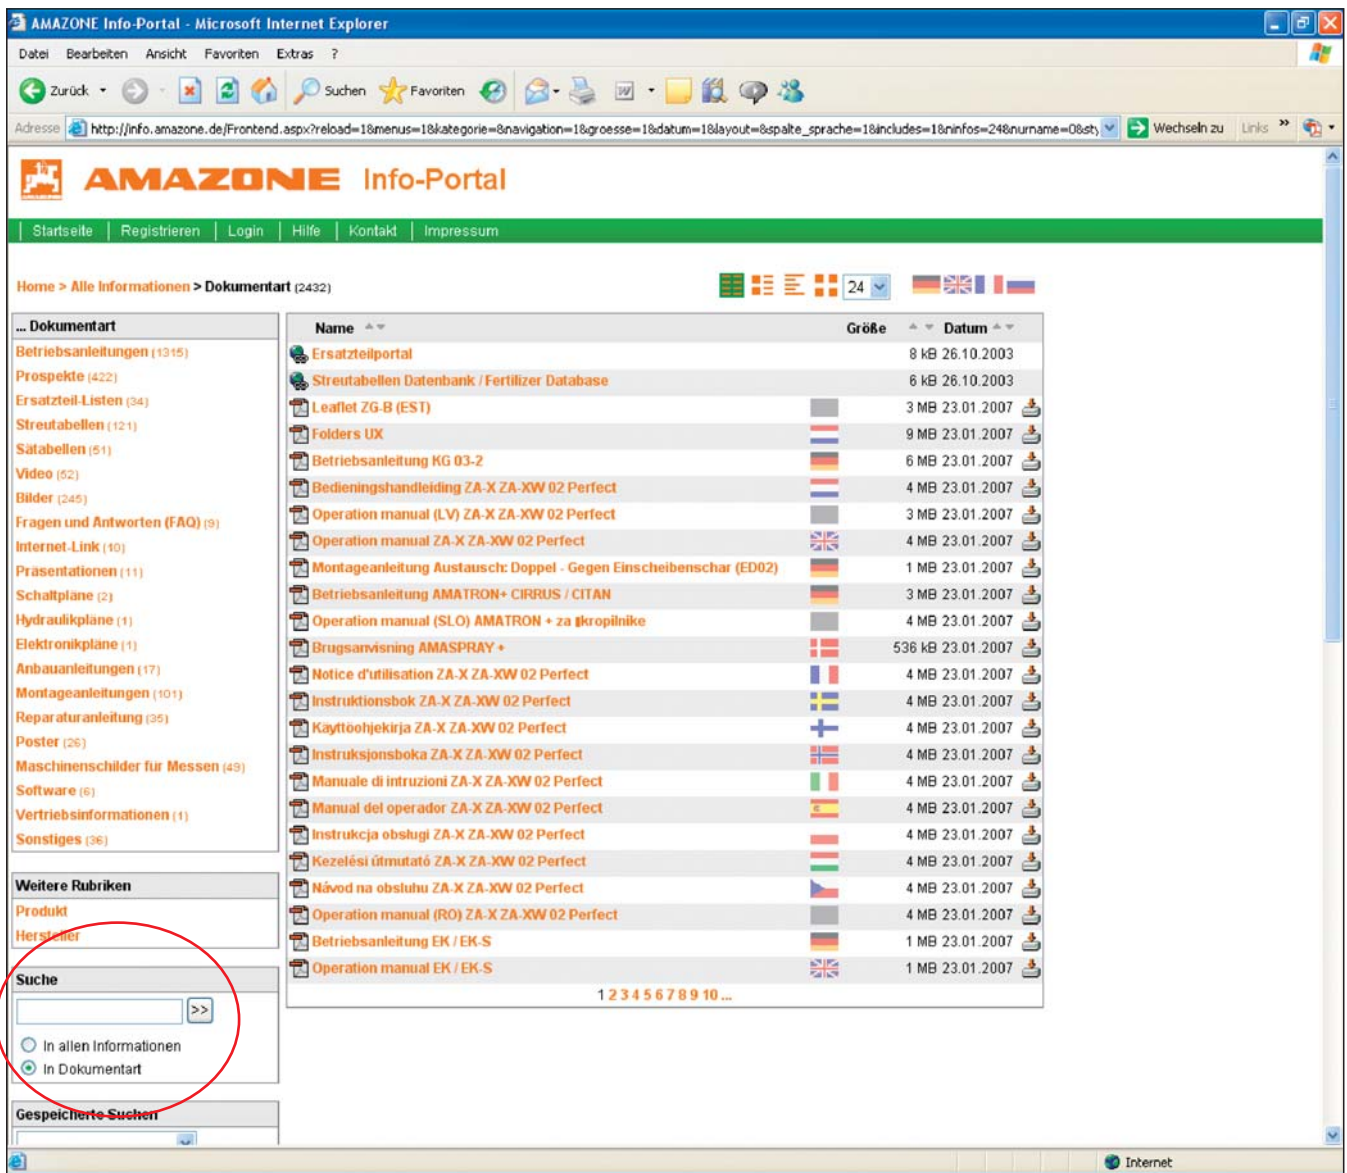 AMAZONE Info-Portal - Microsoft Internet Explorer
Datei Bearbeiten Ansicht Favoriten Extras ?
Zurück Suchen Favoriten
Adresse http://info.amazone.de/Frontend.aspx?reload=1&menus=1&kategorie=&navigation=1&groesse=1&datum=1&layout=&spalte_sprache=1&includes=1&ninfos=24&nurname=0&sty Wechseln zu Links »
AMAZONE Info-Portal
Startseite | Registrieren | Login | Hilfe | Kontakt | Impressum
Home > Alle Informationen > Dokumentart (2432)
24
... Dokumentart
Betriebsanleitungen (1315)
Prospekte (422)
Ersatzteil-Listen (34)
Streutabellen (121)
Sätabellen (51)
Video (52)
Bilder (245)
Fragen und Antworten (FAQ) (9)
Internet-Link (10)
Präsentationen (11)
Schaltpläne (2)
Hydraulikpläne (1)
Elektronikpläne (1)
Anbauanleitungen (17)
Montageanleitungen (101)
Reparaturanleitung (35)
Poster (26)
Maschinenschilder für Messen (49)
Software (6)
Vertriebsinformationen (1)
Sonstiges (36)
Weitere Rubriken
Produkt
Hersteller
Suche
>>
In allen Informationen
In Dokumentart
Gespeicherte Suchen
Name Größe Datum
Ersatzteilportal 8 kB 26.10.2003
Streutabellen Datenbank / Fertilizer Database 6 kB 26.10.2003
Leaflet ZG-B (EST) 3 MB 23.01.2007
Folders UX 9 MB 23.01.2007
Betriebsanleitung KG 03-2 6 MB 23.01.2007
Bedieningshandleiding ZA-X ZA-XW 02 Perfect 4 MB 23.01.2007
Operation manual (LV) ZA-X ZA-XW 02 Perfect 3 MB 23.01.2007
Operation manual ZA-X ZA-XW 02 Perfect 4 MB 23.01.2007
Montageanleitung Austausch: Doppel - Gegen Einscheibenschar (ED02) 1 MB 23.01.2007
Betriebsanleitung AMATRON+ CIRRUS / CITAN 3 MB 23.01.2007
Operation manual (SLO) AMATRON + za kropilnike 4 MB 23.01.2007
Brugsanvisning AMASPRAY + 536 kB 23.01.2007
Notice d'utilisation ZA-X ZA-XW 02 Perfect 4 MB 23.01.2007
Instruktionsbok ZA-X ZA-XW 02 Perfect 4 MB 23.01.2007
Käyttöohjekirja ZA-X ZA-XW 02 Perfect 4 MB 23.01.2007
Instruksjonsboka ZA-X ZA-XW 02 Perfect 4 MB 23.01.2007
Manuale di intruzioni ZA-X ZA-XW 02 Perfect 4 MB 23.01.2007
Manual del operador ZA-X ZA-XW 02 Perfect 4 MB 23.01.2007
Instrukcja obsługi ZA-X ZA-XW 02 Perfect 4 MB 23.01.2007
Kezelési útmutató ZA-X ZA-XW 02 Perfect 4 MB 23.01.2007
Návod na obsluhu ZA-X ZA-XW 02 Perfect 4 MB 23.01.2007
Operation manual (RO) ZA-X ZA-XW 02 Perfect 4 MB 23.01.2007
Betriebsanleitung EK / EK-S 1 MB 23.01.2007
Operation manual EK / EK-S 1 MB 23.01.2007
1 2 3 4 5 6 7 8 9 10 ...
Internet